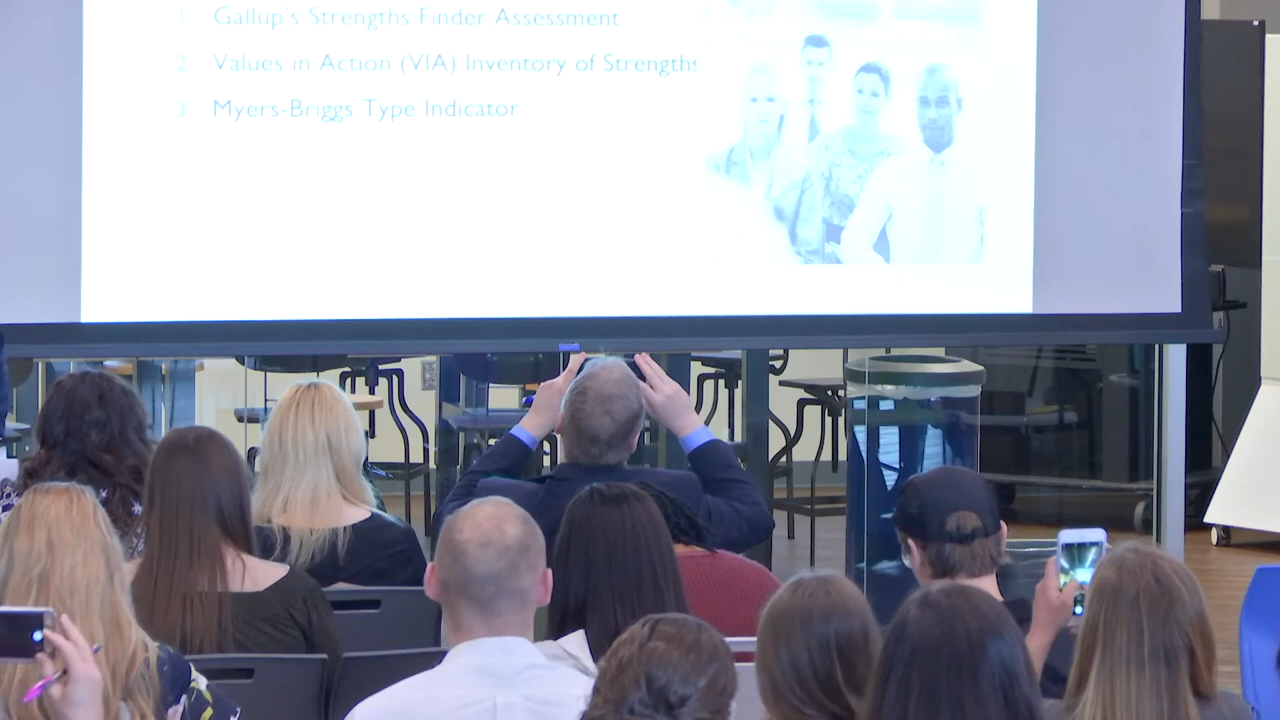 1. Gallup's Strengths Finder Assessment
2. Values in Action (VIA) Inventory of Strengths
3. Myers-Briggs Type Indicator